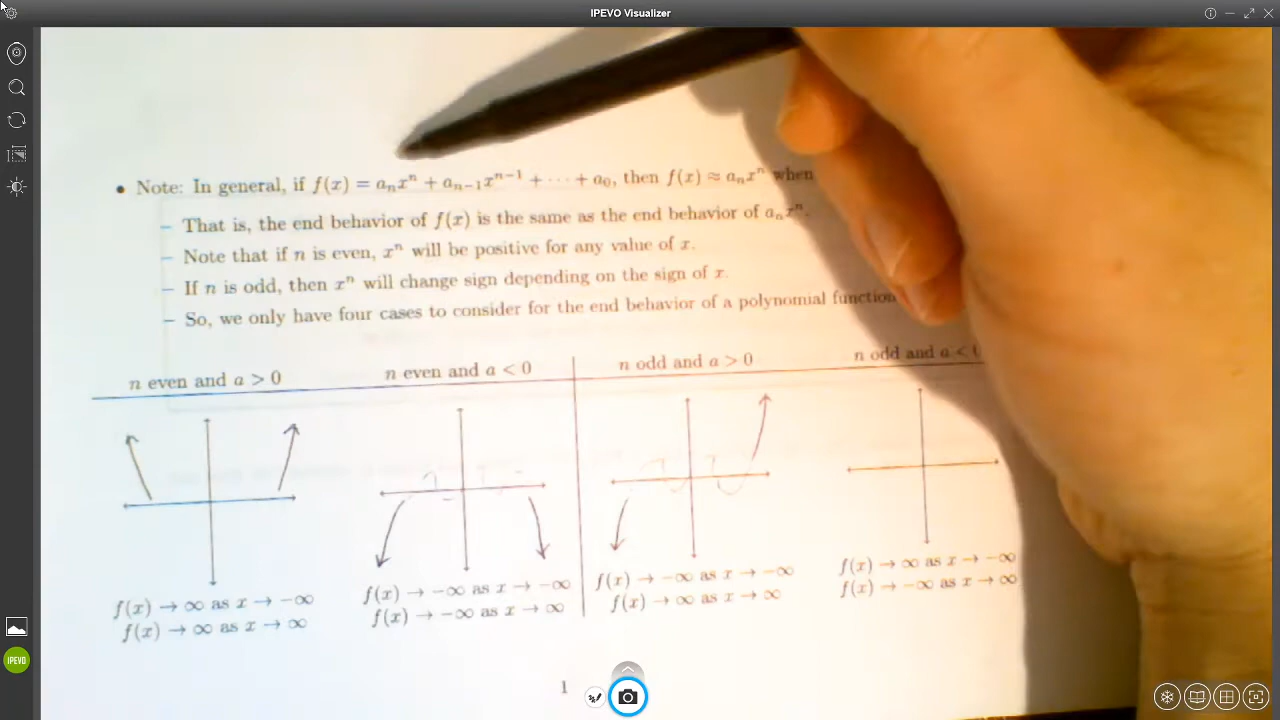 IPEVO Visualizer
• Note: In general, if f(x) = aₙxⁿ + aₙ₋₁xⁿ⁻¹ + ⋯ + a₀, then f(x) ≈ aₙxⁿ when
– That is, the end behavior of f(x) is the same as the end behavior of aₙxⁿ.
– Note that if n is even, xⁿ will be positive for any value of x.
– If n is odd, then xⁿ will change sign depending on the sign of x.
– So, we only have four cases to consider for the end behavior of a polynomial function
n even and a > 0 n even and a < 0 n odd and a > 0 n odd and a <
f(x) → ∞ as x → −∞ f(x) → −∞ as x → −∞ f(x) → −∞ as x → −∞ f(x) → ∞ as x → −∞
f(x) → ∞ as x → ∞ f(x) → −∞ as x → ∞ f(x) → ∞ as x → ∞ f(x) → −∞ as x → ∞
IPEVO
1